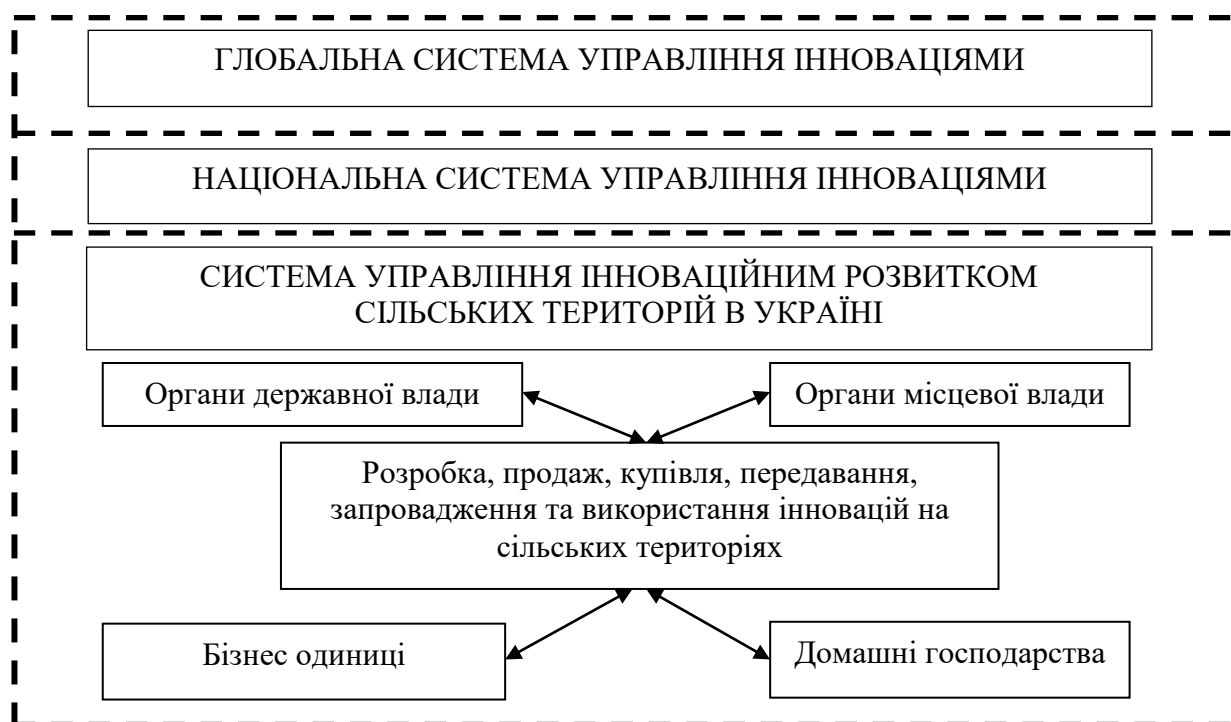 ГЛОБАЛЬНА СИСТЕМА УПРАВЛІННЯ ІННОВАЦІЯМИ
НАЦІОНАЛЬНА СИСТЕМА УПРАВЛІННЯ ІННОВАЦІЯМИ
СИСТЕМА УПРАВЛІННЯ ІННОВАЦІЙНИМ РОЗВИТКОМ
СІЛЬСЬКИХ ТЕРИТОРІЙ В УКРАЇНІ
Органи державної влади
Органи місцевої влади
Розробка, продаж, купівля, передавання,
запровадження та використання інновацій на
сільських територіях
Бізнес одиниці
Домашні господарства